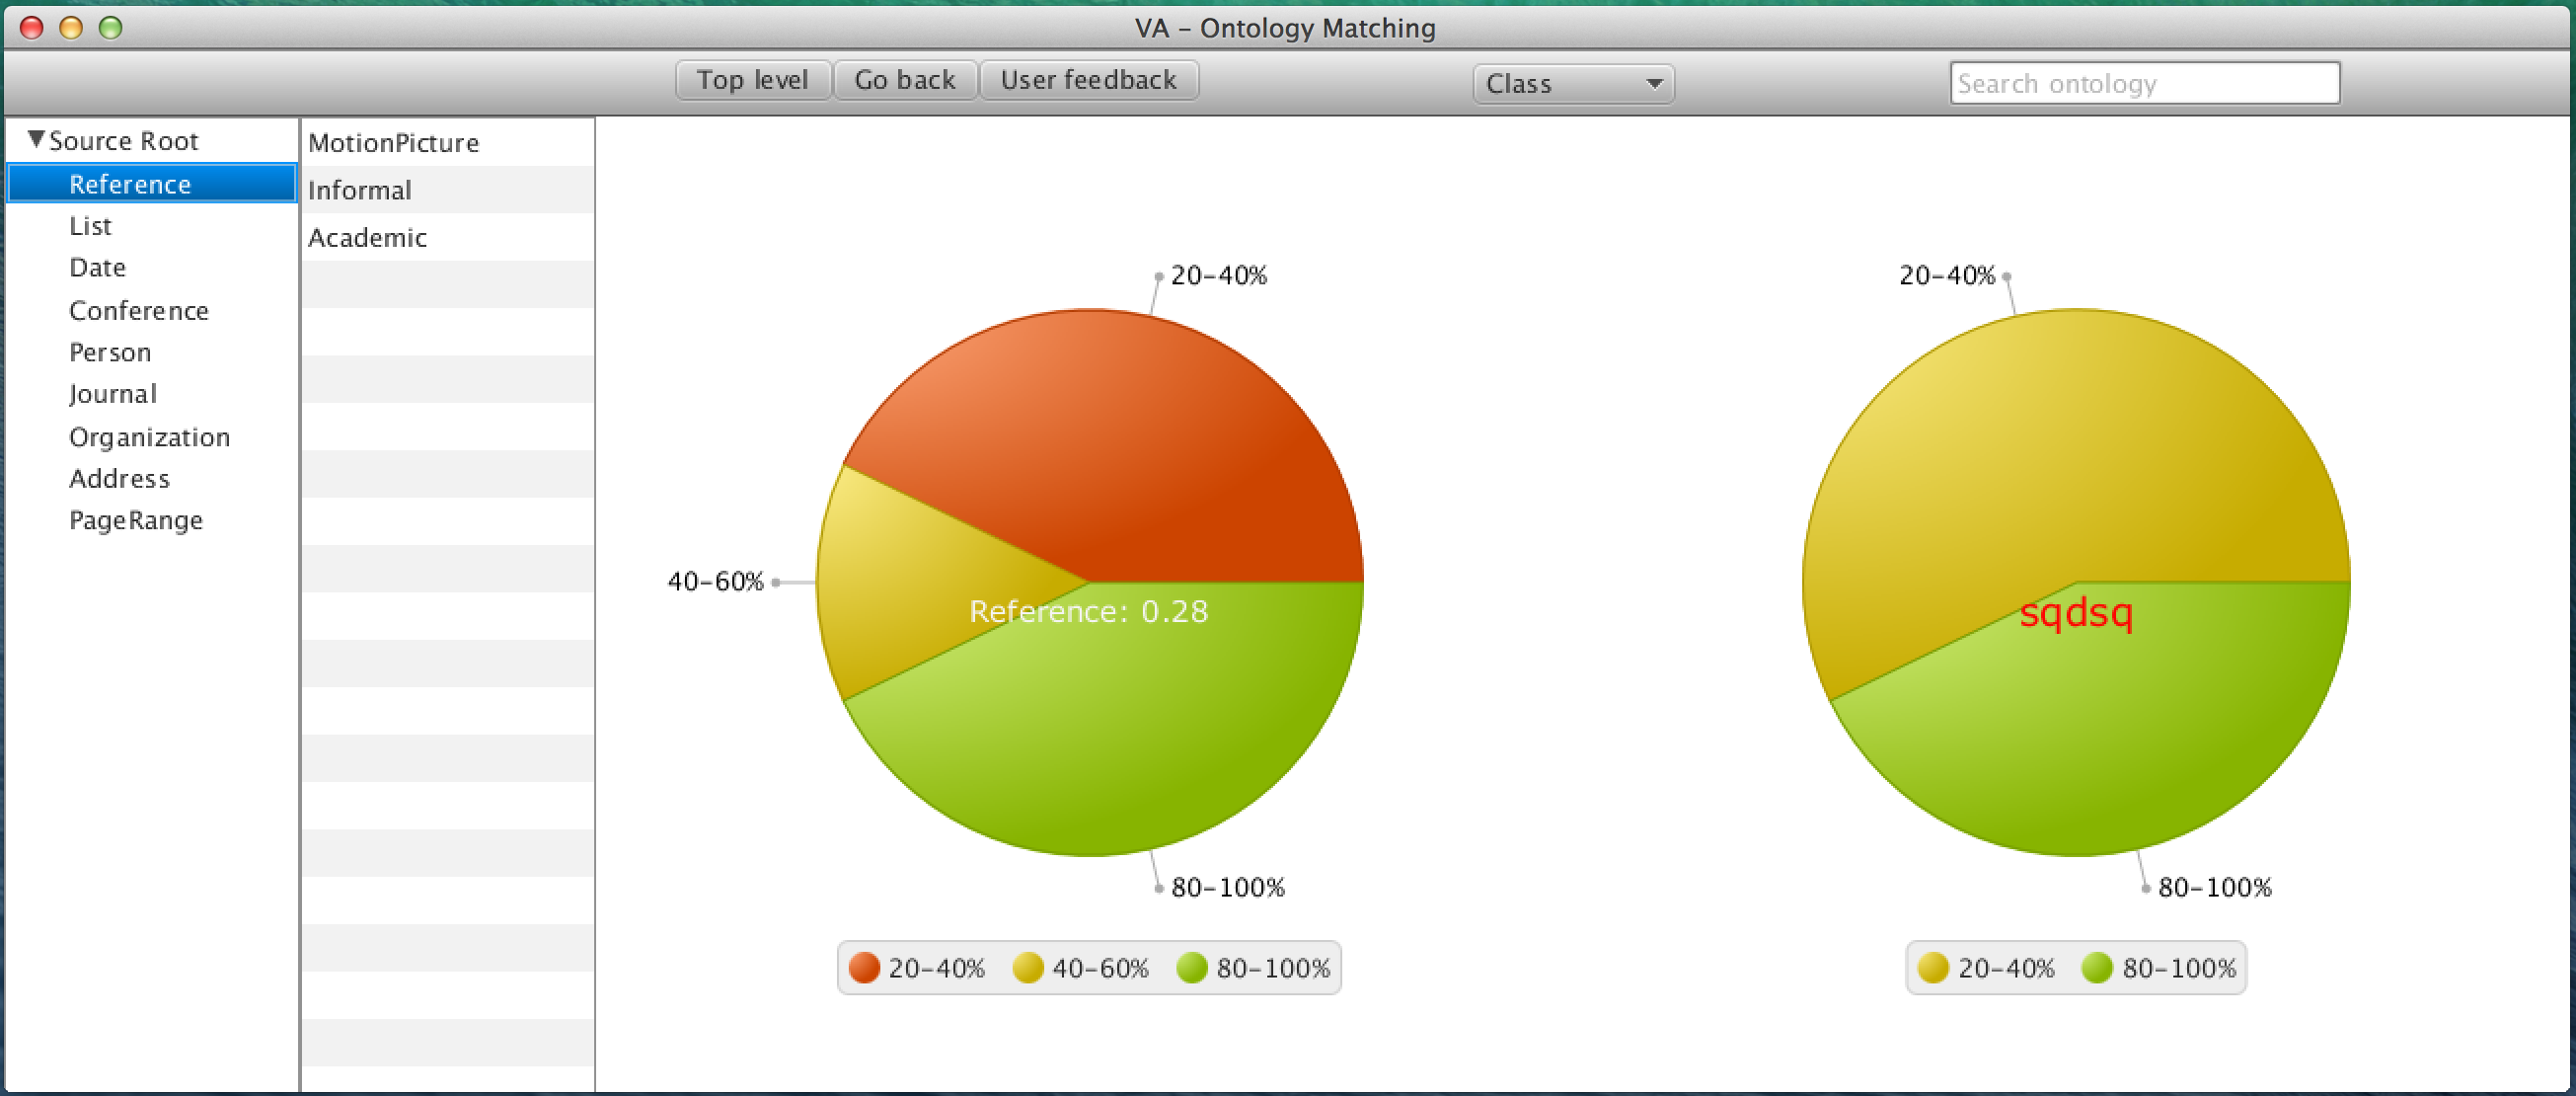 VA – Ontology Matching
Top level
Go back
User feedback
Class
Search ontology
Source Root
Reference
List
Date
Conference
Person
Journal
Organization
Address
PageRange
MotionPicture
Informal
Academic
20–40%
40–60%
Reference: 0.28
80–100%
20–40% 40–60% 80–100%
20–40%
sqdsq
80–100%
20–40% 80–100%